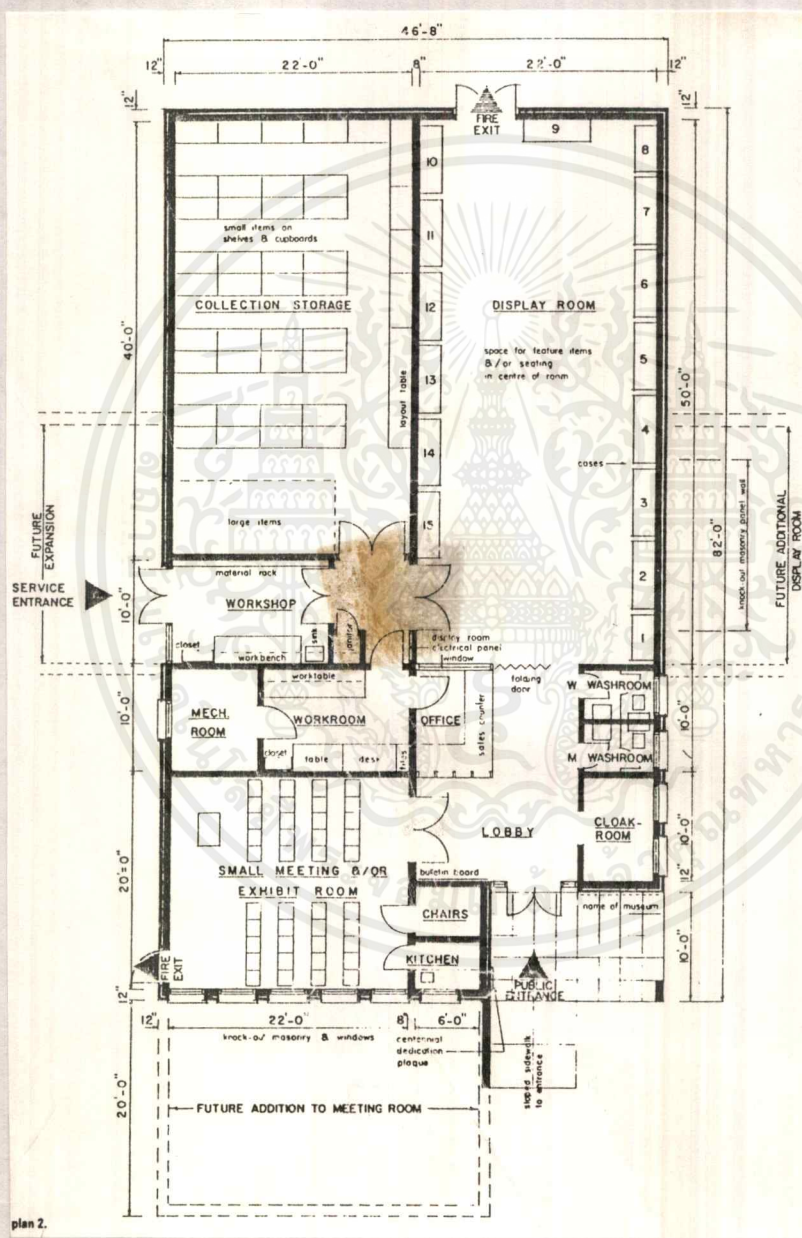 46'-8"
12"
22'-0"
8"
22'-0"
12"
12"
12"
FIRE
EXIT
9
10
8
11
7
small items on
shelves & cupboards
12
6
COLLECTION STORAGE
DISPLAY ROOM
40'-0"
space for feature items
&/or seating
in centre of room
5
50'-0"
13
layout table
4
14
cases
3
15
knock-out masonry panel wall
82'-0"
FUTURE ADDITIONAL
DISPLAY ROOM
FUTURE
EXPANSION
large items
2
SERVICE
ENTRANCE
10'-0"
material rack
WORKSHOP
closet
workbench
sink
janitor
1
display room
electrical panel
window
folding
door
worktable
W WASHROOM
10'-0"
MECH.
ROOM
WORKROOM
OFFICE
sales counter
10'-0"
closet
table
desk
files
M WASHROOM
LOBBY
CLOAK-
ROOM
10'-0"
20'-0"
SMALL MEETING &/OR
EXHIBIT ROOM
bulletin board
12"
CHAIRS
name of museum
KITCHEN
10'-0"
FIRE
EXIT
PUBLIC
ENTRANCE
12"
12"
22'-0"
8"
6'-0"
knock-out masonry & windows
centennial
dedication
plaque
sloped sidewalk
to entrance
20'-0"
FUTURE ADDITION TO MEETING ROOM
plan 2.